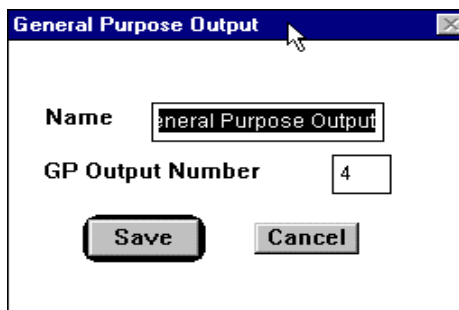 General Purpose Output
Name
eneral Purpose Output
GP Output Number
4
Save
Cancel